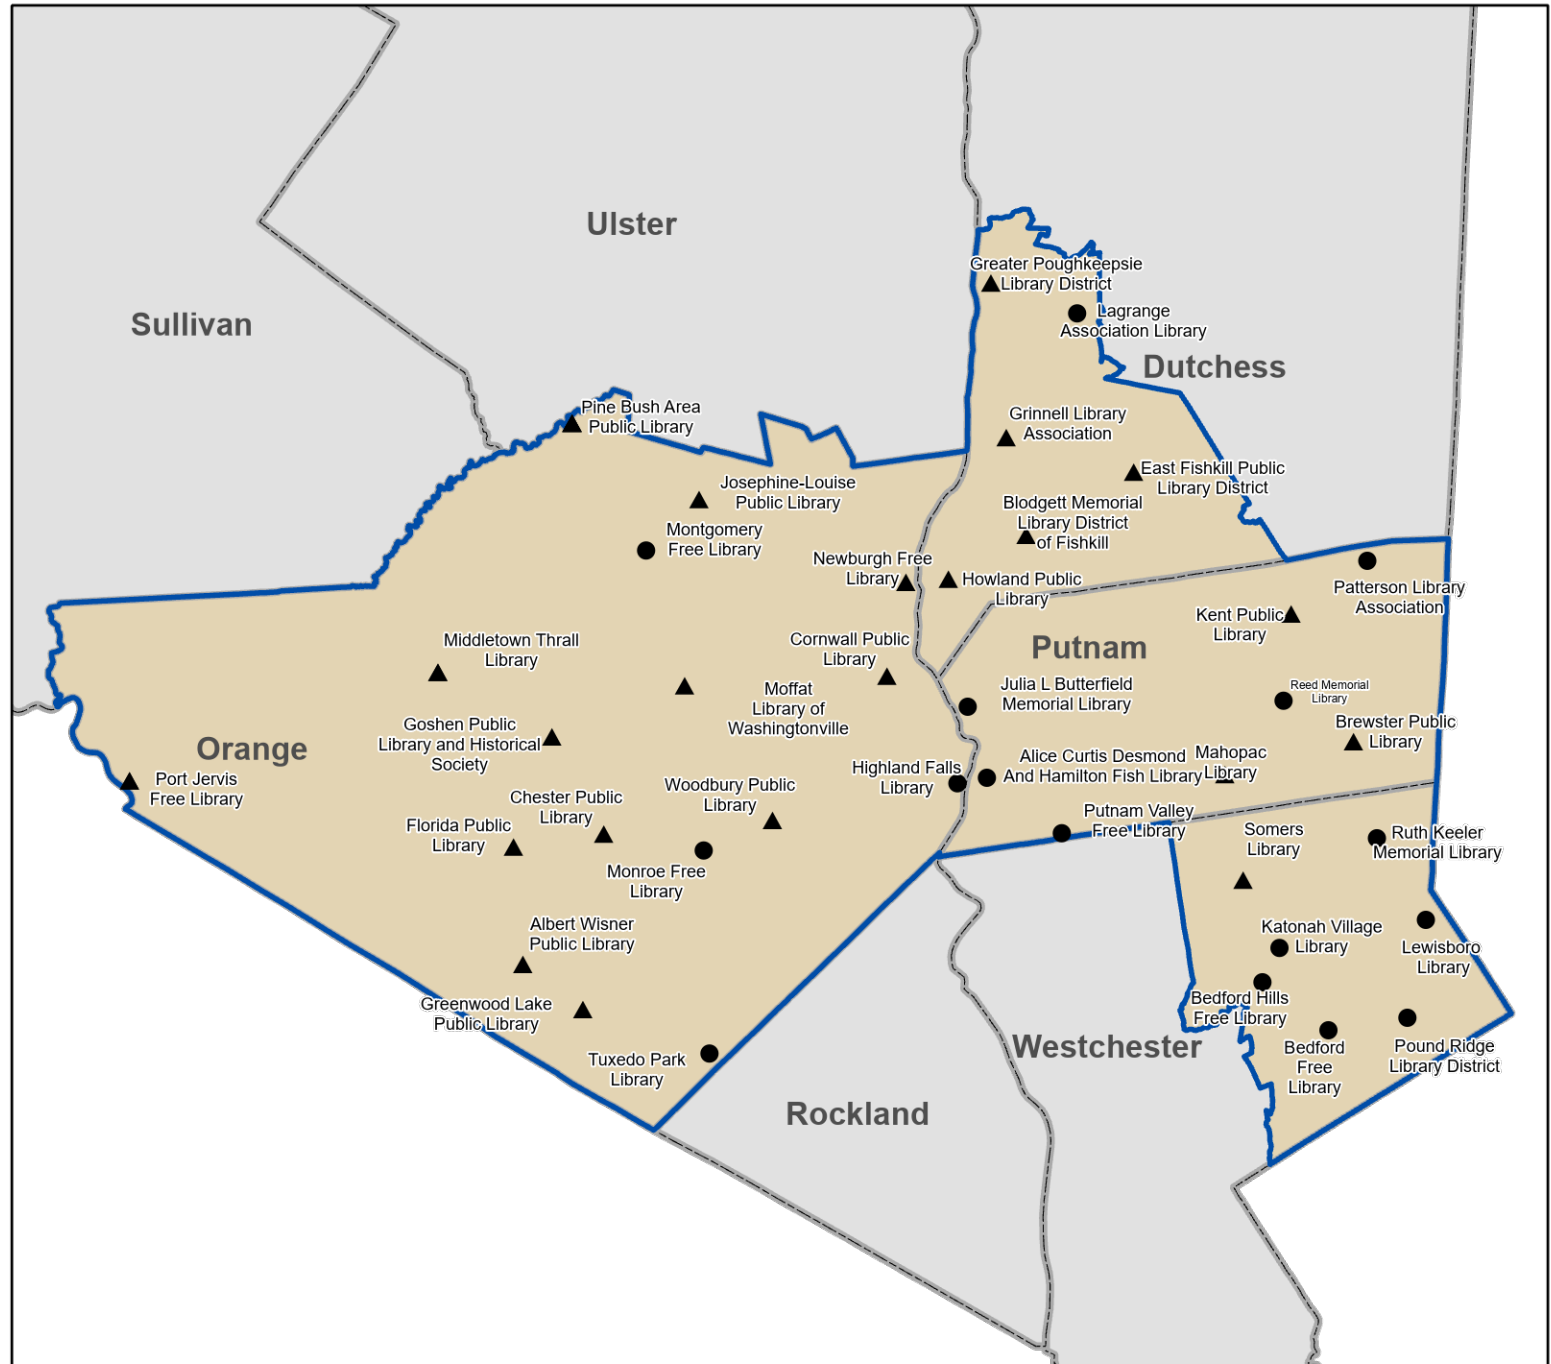 Ulster
Sullivan
Greater Poughkeepsie
Library District
Lagrange
Association Library
Dutchess
Pine Bush Area
Public Library
Grinnell Library
Association
East Fishkill Public
Library District
Josephine-Louise
Public Library
Blodgett Memorial
Library District
of Fishkill
Montgomery
Free Library
Newburgh Free
Library
Howland Public
Library
Patterson Library
Association
Kent Public
Library
Middletown Thrall
Library
Cornwall Public
Library
Putnam
Moffat
Library of
Washingtonville
Julia L Butterfield
Memorial Library
Reed Memorial
Library
Goshen Public
Library and Historical
Society
Orange
Brewster Public
Library
Port Jervis
Free Library
Highland Falls
Library
Alice Curtis Desmond
And Hamilton Fish Library
Mahopac
Library
Woodbury Public
Library
Chester Public
Library
Florida Public
Library
Putnam Valley
Free Library
Somers
Library
Ruth Keeler
Memorial Library
Monroe Free
Library
Albert Wisner
Public Library
Katonah Village
Library
Lewisboro
Library
Greenwood Lake
Public Library
Bedford Hills
Free Library
Westchester
Tuxedo Park
Library
Bedford
Free
Library
Pound Ridge
Library District
Rockland